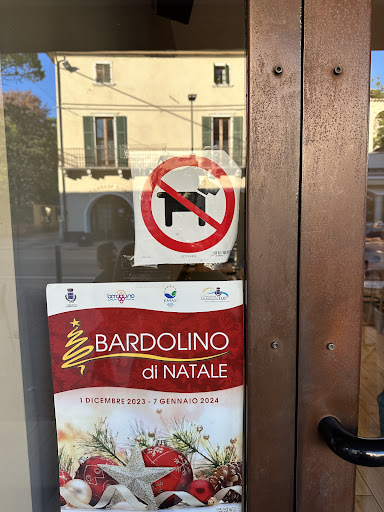 BARDOLINO
di NATALE
1 DICEMBRE 2023 - 7 GENNAIO 2024